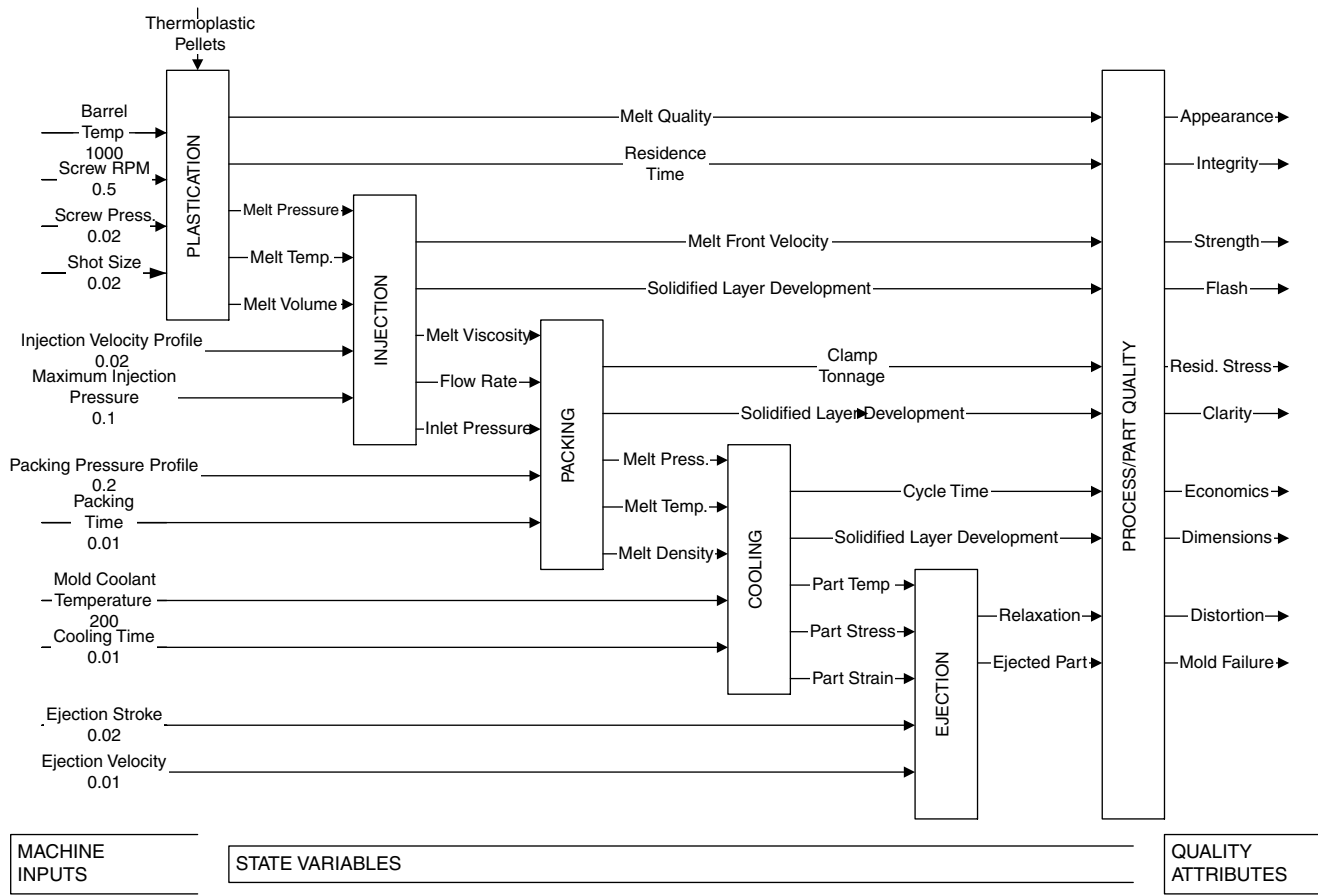 Thermoplastic
Pellets
Barrel
Temp
1000
Screw RPM
0.5
Screw Press.
0.02
Shot Size
0.02
PLASTICATION
Melt Quality
Residence
Time
Melt Pressure
Melt Temp.
Melt Volume
Injection Velocity Profile
0.02
Maximum Injection
Pressure
0.1
INJECTION
Melt Front Velocity
Solidified Layer Development
Melt Viscosity
Flow Rate
Inlet Pressure
Packing Pressure Profile
0.2
Packing
Time
0.01
PACKING
Clamp
Tonnage
Solidified Layer Development
Melt Press.
Melt Temp.
Melt Density
Mold Coolant
Temperature
200
Cooling Time
0.01
COOLING
Cycle Time
Solidified Layer Development
Part Temp
Part Stress
Part Strain
Ejection Stroke
0.02
Ejection Velocity
0.01
EJECTION
Relaxation
Ejected Part
PROCESS/PART QUALITY
Appearance
Integrity
Strength
Flash
Resid. Stress
Clarity
Economics
Dimensions
Distortion
Mold Failure
MACHINE
INPUTS
STATE VARIABLES
QUALITY
ATTRIBUTES